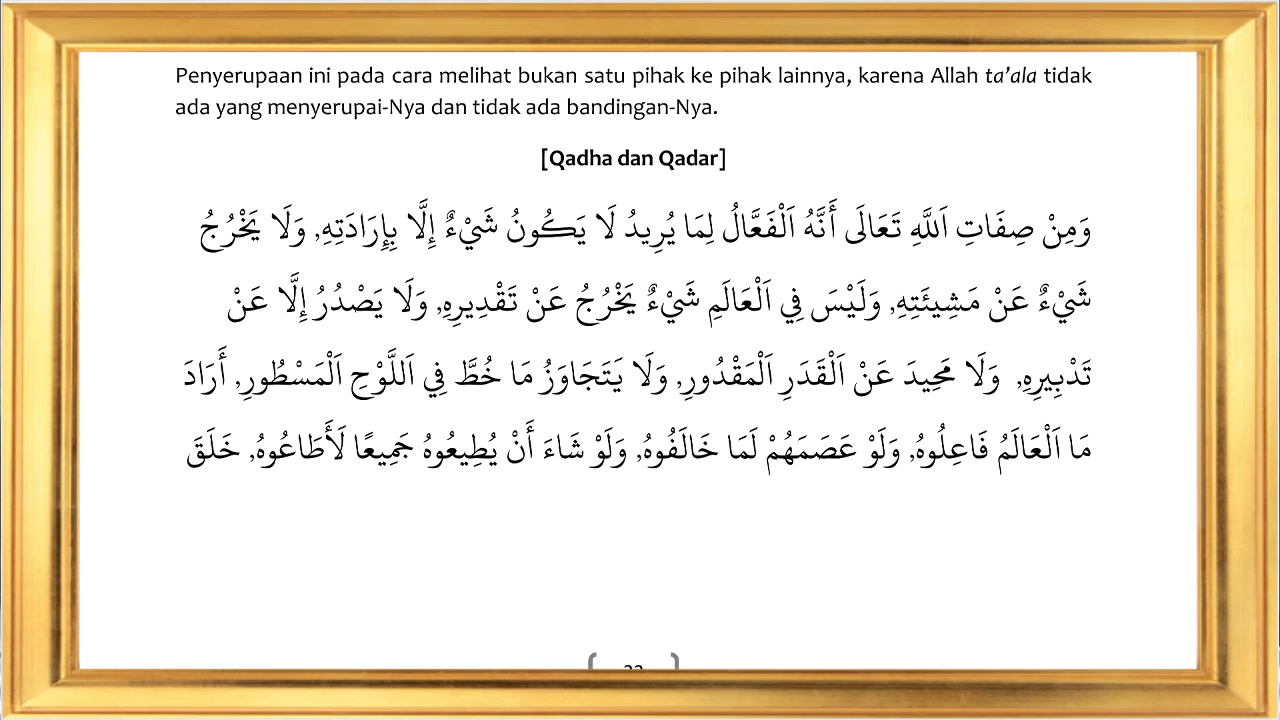 Penyerupaan ini pada cara melihat bukan satu pihak ke pihak lainnya, karena Allah ta’ala tidak
ada yang menyerupai-Nya dan tidak ada bandingan-Nya.
[Qadha dan Qadar]
وَمِنْ صِفَاتِ اَللَّهِ تَعَالَى أَنَّهُ اَلْفَعَّالُ لِمَا يُرِيدُ لَا يَكُونُ شَيْءٌ إِلَّا بِإِرَادَتِهِ, وَلَا يَخْرُجُ
شَيْءٌ عَنْ مَشِيئَتِهِ, وَلَيْسَ فِي اَلْعَالَمِ شَيْءٌ يَخْرُجُ عَنْ تَقْدِيرِهِ, وَلَا يَصْدُرُ إِلَّا عَنْ
تَدْبِيرِهِ, وَلَا مَحِيدَ عَنْ اَلْقَدَرِ اَلْمَقْدُورِ, وَلَا يَتَجَاوَزُ مَا خُطَّ فِي اَللَّوْحِ اَلْمَسْطُورِ, أَرَادَ
مَا اَلْعَالَمُ فَاعِلُوهُ, وَلَوْ عَصَمَهُمْ لَمَا خَالَفُوهُ, وَلَوْ شَاءَ أَنْ يُطِيعُوهُ جَمِيعًا لَأَطَاعُوهُ, خَلَقَ